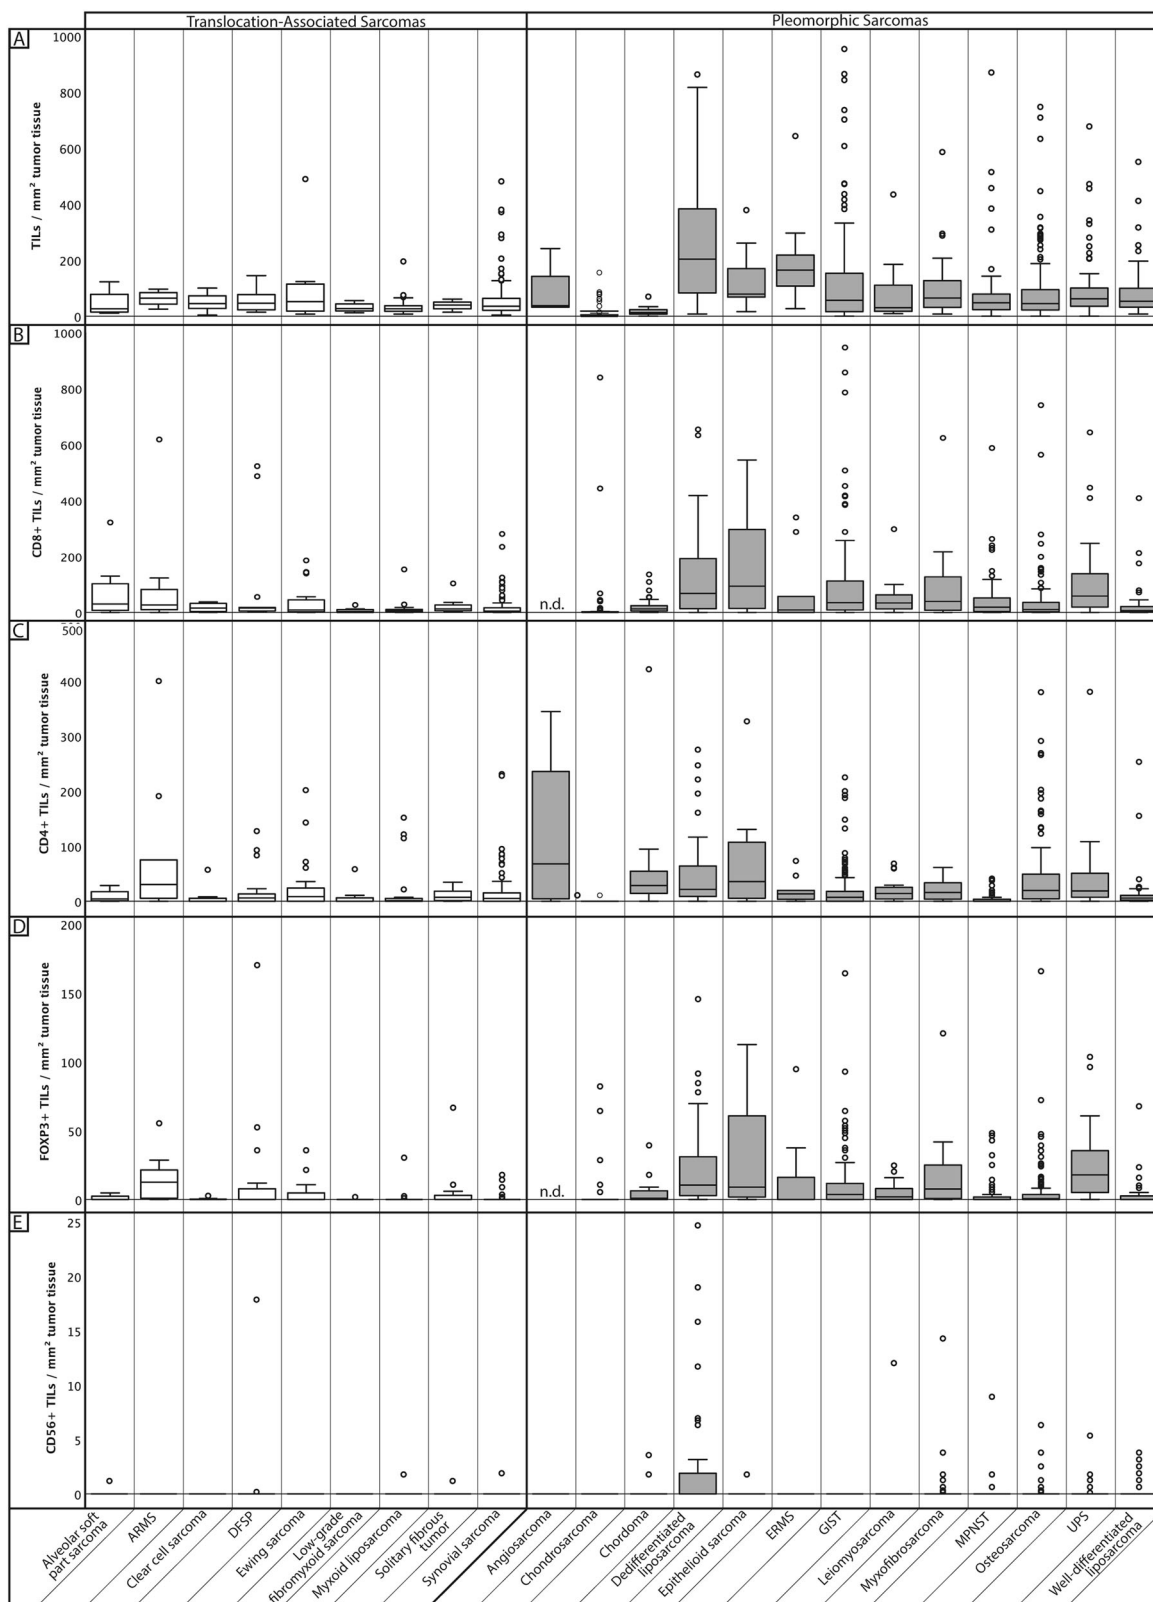 Translocation-Associated Sarcomas
Pleomorphic Sarcomas
A
TILs / mm² tumor tissue
1000
800
600
400
200
0
B
CD8+ TILs / mm² tumor tissue
1000
800
600
400
200
0
n.d.
C
CD4+ TILs / mm² tumor tissue
500
400
300
200
100
0
D
FOXP3+ TILs / mm² tumor tissue
200
150
100
50
0
n.d.
E
CD56+ TILs / mm² tumor tissue
25
20
15
10
5
0
Alveolar soft
part sarcoma
ARMS
Clear cell sarcoma
DFSP
Ewing sarcoma
Low-grade
fibromyxoid sarcoma
Myxoid liposarcoma
Solitary fibrous
tumor
Synovial sarcoma
Angiosarcoma
Chondrosarcoma
Chordoma
Dedifferentiated
liposarcoma
Epithelioid sarcoma
ERMS
GIST
Leiomyosarcoma
Myxofibrosarcoma
MPNST
Osteosarcoma
UPS
Well-differentiated
liposarcoma